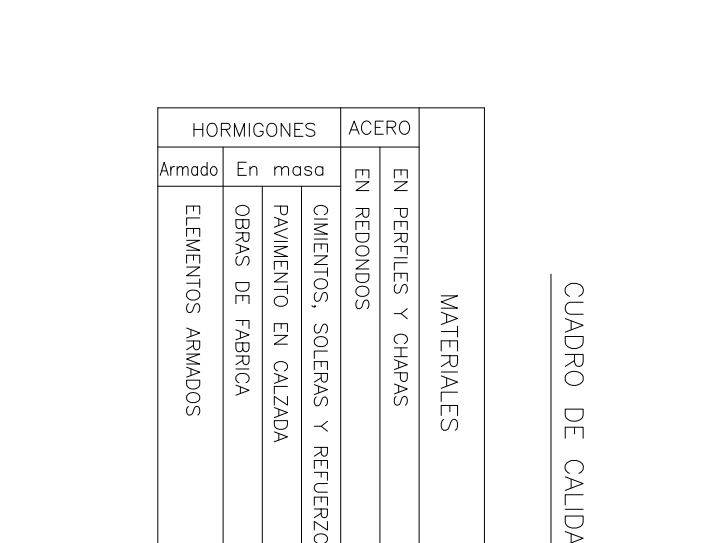 CUADRO DE CALIDA
MATERIALES
ACERO
EN PERFILES Y CHAPAS
EN REDONDOS
HORMIGONES
En masa
CIMIENTOS, SOLERAS Y REFUERZO
PAVIMENTO EN CALZADA
OBRAS DE FABRICA
Armado
ELEMENTOS ARMADOS